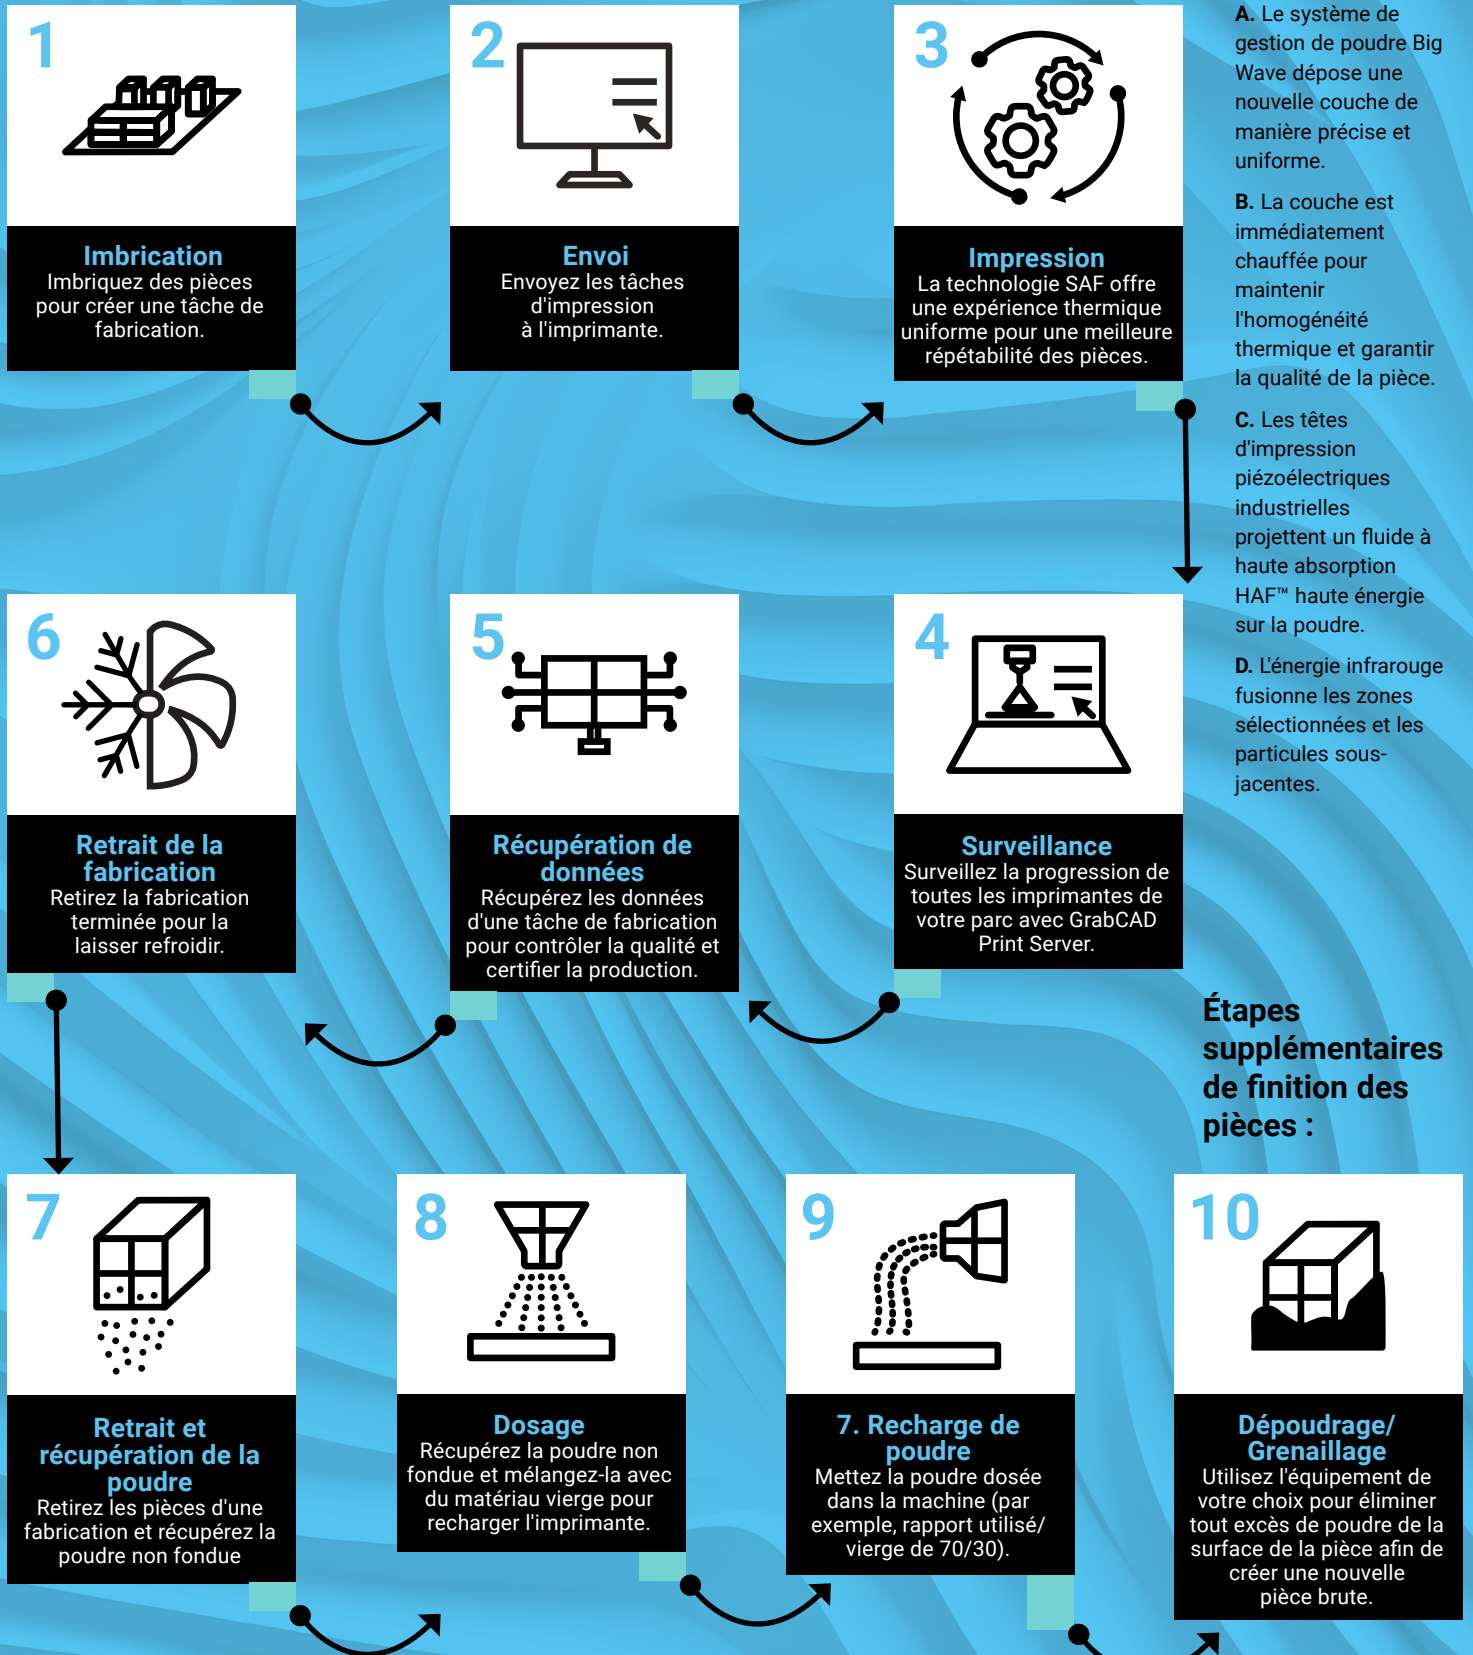 1
Imbrication
Imbriquez des pièces
pour créer une tâche de
fabrication.
2
Envoi
Envoyez les tâches
d'impression
à l'imprimante.
3
Impression
La technologie SAF offre
une expérience thermique
uniforme pour une meilleure
répétabilité des pièces.
A. Le système de
gestion de poudre Big
Wave dépose une
nouvelle couche de
manière précise et
uniforme.
B. La couche est
immédiatement
chauffée pour
maintenir
l'homogénéité
thermique et garantir
la qualité de la pièce.
C. Les têtes
d'impression
piézoélectriques
industrielles
projettent un fluide à
haute absorption
HAF™ haute énergie
sur la poudre.
D. L'énergie infrarouge
fusionne les zones
sélectionnées et les
particules sous-
jacentes.
4
Surveillance
Surveillez la progression de
toutes les imprimantes de
votre parc avec GrabCAD
Print Server.
5
Récupération de
données
Récupérez les données
d'une tâche de fabrication
pour contrôler la qualité et
certifier la production.
6
Retrait de la
fabrication
Retirez la fabrication
terminée pour la
laisser refroidir.
7
Retrait et
récupération de la
poudre
Retirez les pièces d'une
fabrication et récupérez la
poudre non fondue
8
Dosage
Récupérez la poudre non
fondue et mélangez-la avec
du matériau vierge pour
recharger l'imprimante.
9
7. Recharge de
poudre
Mettez la poudre dosée
dans la machine (par
exemple, rapport utilisé/
vierge de 70/30).
Étapes
supplémentaires
de finition des
pièces :
10
Dépoudrage/
Grenaillage
Utilisez l'équipement de
votre choix pour éliminer
tout excès de poudre de la
surface de la pièce afin de
créer une nouvelle
pièce brute.